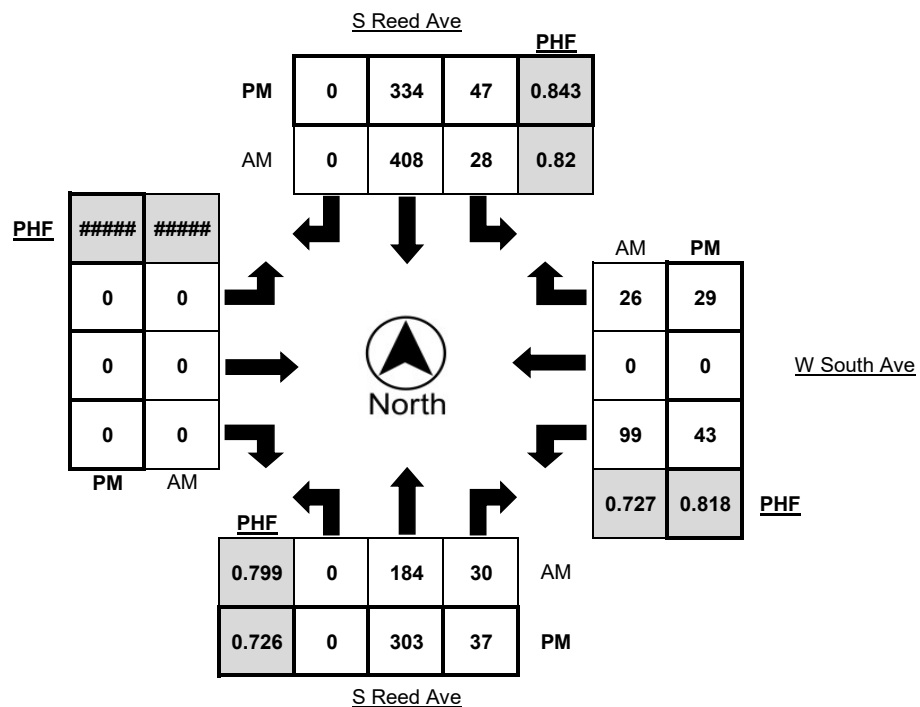 S Reed Ave
PHF
PM 0 334 47 0.843
AM 0 408 28 0.82
PHF ##### #####
AM PM
0 0 26 29
0 0 0 0 W South Ave
North
0 0 99 43
PM AM
0.727 0.818 PHF
PHF
0.799 0 184 30 AM
0.726 0 303 37 PM
S Reed Ave